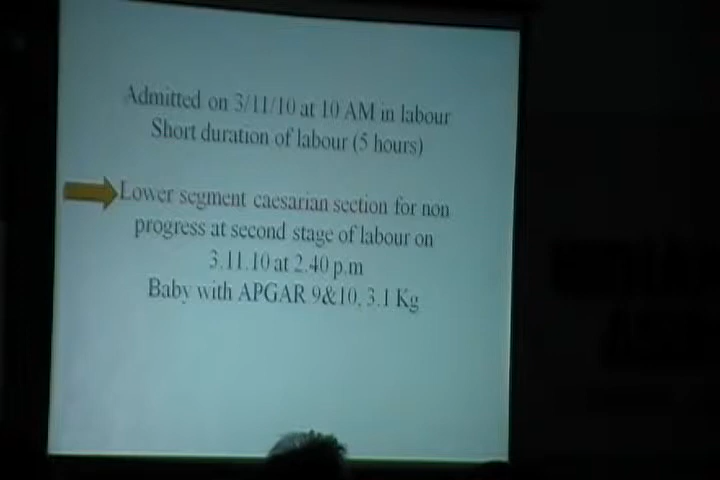 Admitted on 3/11/10 at 10 AM in labour
Short duration of labour (5 hours)
Lower segment caesarian section for non
progress at second stage of labour on
3.11.10 at 2.40 p.m
Baby with APGAR 9&10, 3.1 Kg